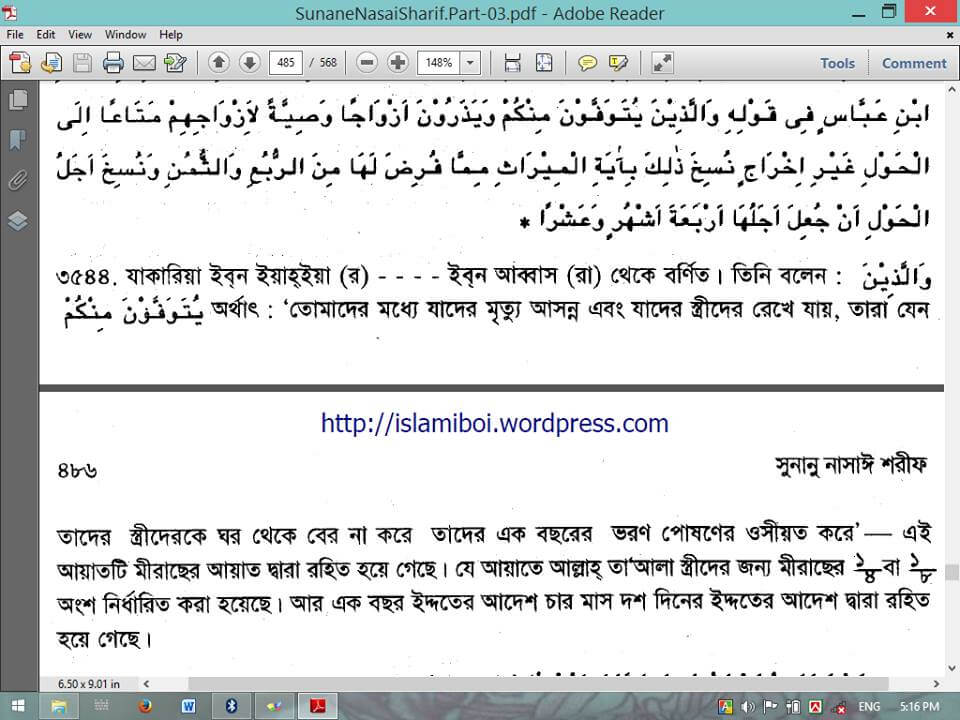 SunaneNasaiSharif.Part-03.pdf - Adobe Reader
File Edit View Window Help
485 / 568 148% Tools Comment
ابْنِ عَبَّاسٍ فِى قَوْلِهِ وَالَّذِيْنَ يُتَوَفَّوْنَ مِنْكُمْ وَيَذَرُوْنَ اَزْوَاجًا وَصِيَّةً لاَزْوَاجِهِمْ مَتَاعًا اِلَى
الْحَوْلِ غَيْرِ اِخْرَاجٍ نُسِخَ ذٰلِكَ بِاٰيَةِ الْمِيْرَاثِ مِمَّا فُرِضَ لَهَا مِنَ الرُّبُعِ وَالثُّمُنِ وَنُسِخَ اَجَلُ
الْحَوْلِ اَنْ جُعِلَ اَجَلُهَا اَرْبَعَةَ اَشْهُرٍ وَعَشْرًا *
৩৫৪৪. যাকারিয়া ইব্‌ন ইয়াহ্ইয়া (র) - - - - ইব্‌ন আব্বাস (রা) থেকে বর্ণিত। তিনি বলেন : وَالَّذِيْنَ
يُتَوَفَّوْنَ مِنْكُمْ অর্থাৎ : ‘তোমাদের মধ্যে যাদের মৃত্যু আসন্ন এবং যাদের স্ত্রীদের রেখে যায়, তারা যেন
http://islamiboi.wordpress.com
৪৮৬ সুনানু নাসাঈ শরীফ
তাদের স্ত্রীদেরকে ঘর থেকে বের না করে তাদের এক বছরের ভরণ পোষণের ওসীয়ত করে’— এই
আয়াতটি মীরাছের আয়াত দ্বারা রহিত হয়ে গেছে। যে আয়াতে আল্লাহ্ তা‘আলা স্ত্রীদের জন্য মীরাছের ১/৪ বা ১/৮
অংশ নির্ধারিত করা হয়েছে। আর এক বছর ইদ্দতের আদেশ চার মাস দশ দিনের ইদ্দতের আদেশ দ্বারা রহিত
হয়ে গেছে।
6.50 x 9.01 in
ENG 5:16 PM